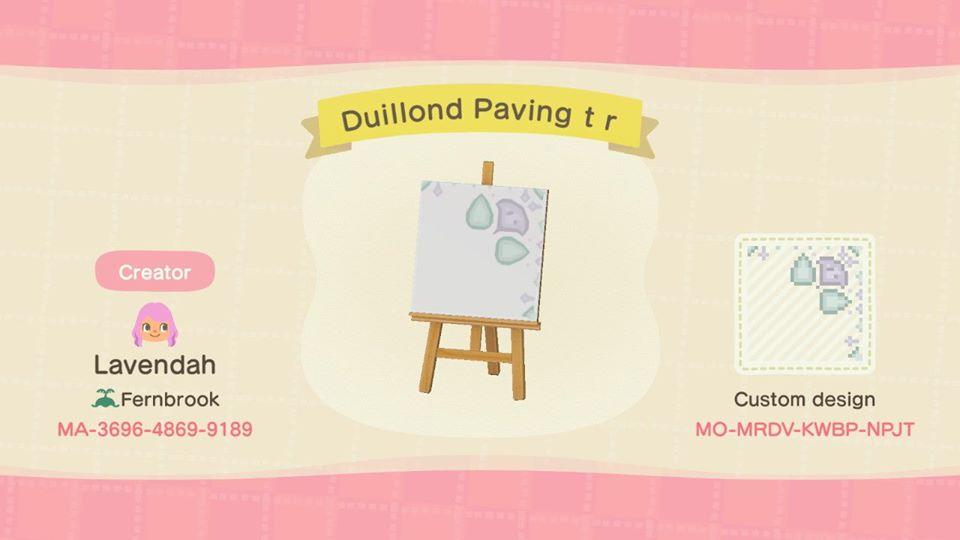 Duillond Paving t r
Creator
Lavendah
Fernbrook
MA-3696-4869-9189
Custom design
MO-MRDV-KWBP-NPJT